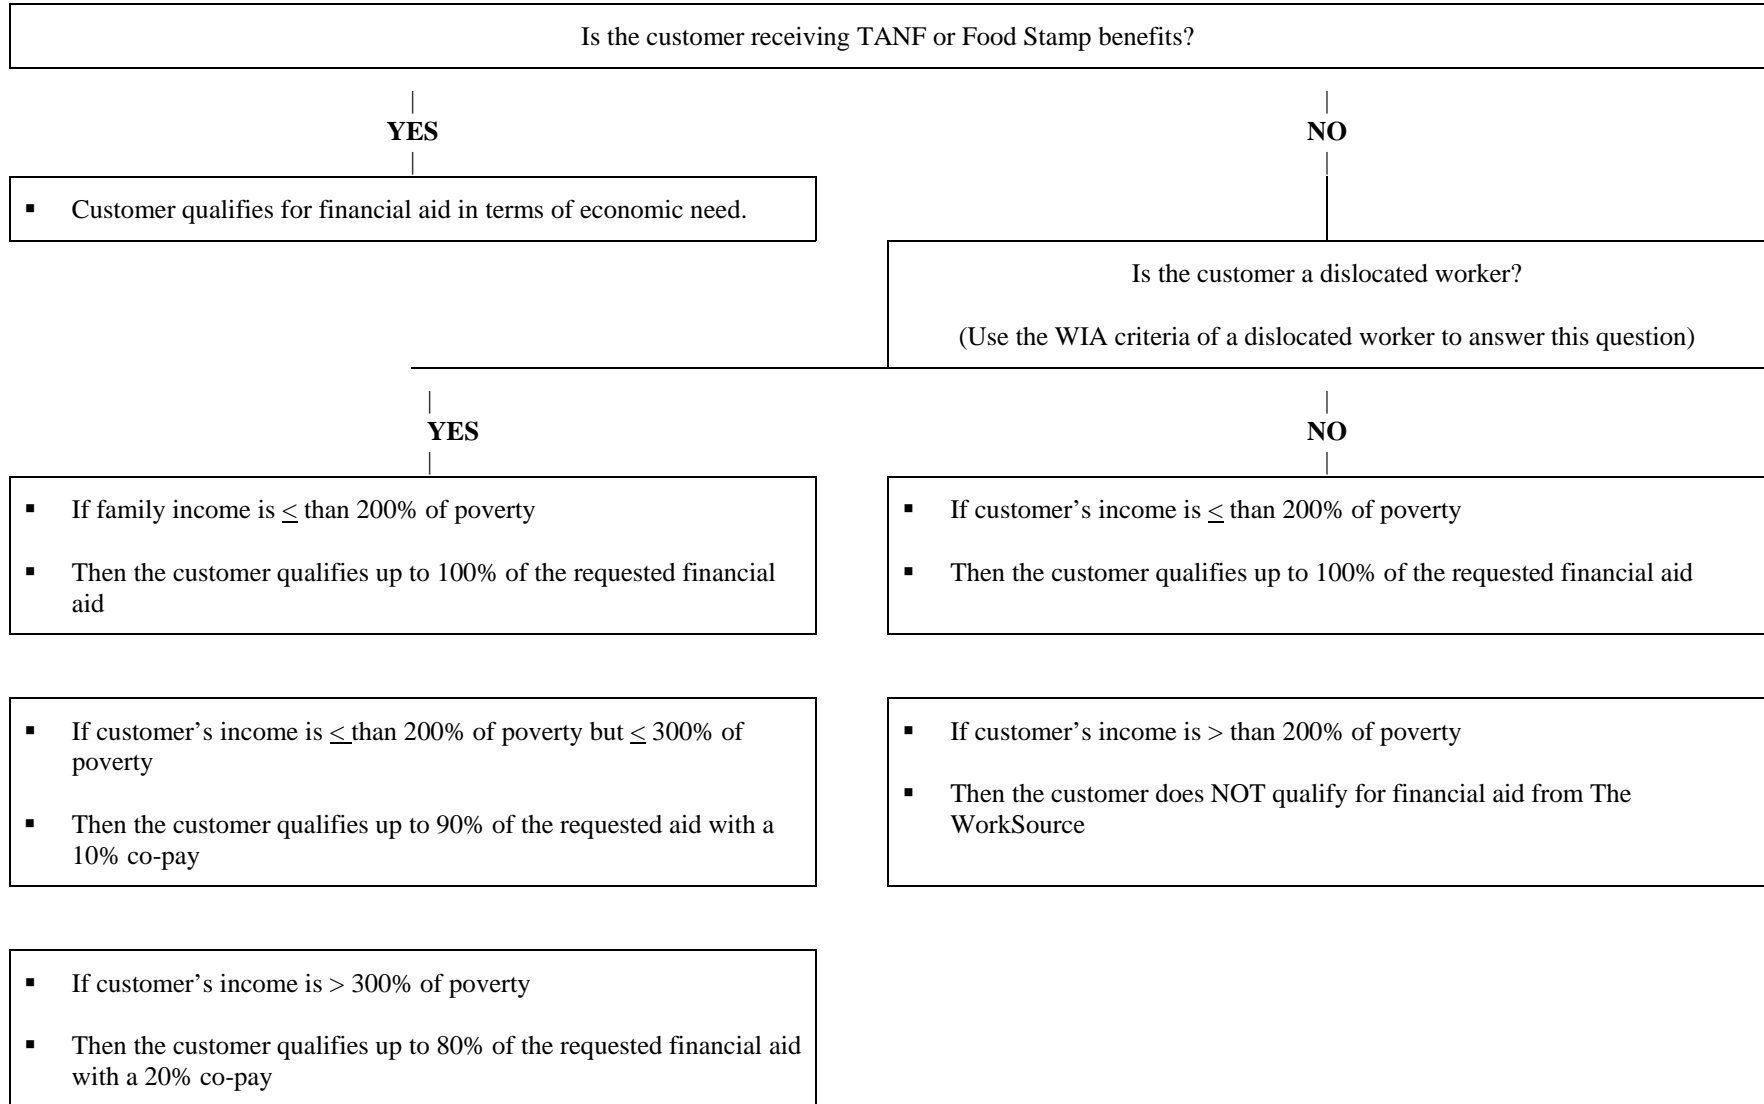 Is the customer receiving TANF or Food Stamp benefits?
YES
NO
▪ Customer qualifies for financial aid in terms of economic need.
Is the customer a dislocated worker?
(Use the WIA criteria of a dislocated worker to answer this question)
YES
NO
▪ If family income is ≤ than 200% of poverty
▪ Then the customer qualifies up to 100% of the requested financial
aid
▪ If customer’s income is ≤ than 200% of poverty
▪ Then the customer qualifies up to 100% of the requested financial aid
▪ If customer’s income is ≤ than 200% of poverty but ≤ 300% of
poverty
▪ Then the customer qualifies up to 90% of the requested aid with a
10% co-pay
▪ If customer’s income is > than 200% of poverty
▪ Then the customer does NOT qualify for financial aid from The
WorkSource
▪ If customer’s income is > 300% of poverty
▪ Then the customer qualifies up to 80% of the requested financial aid
with a 20% co-pay